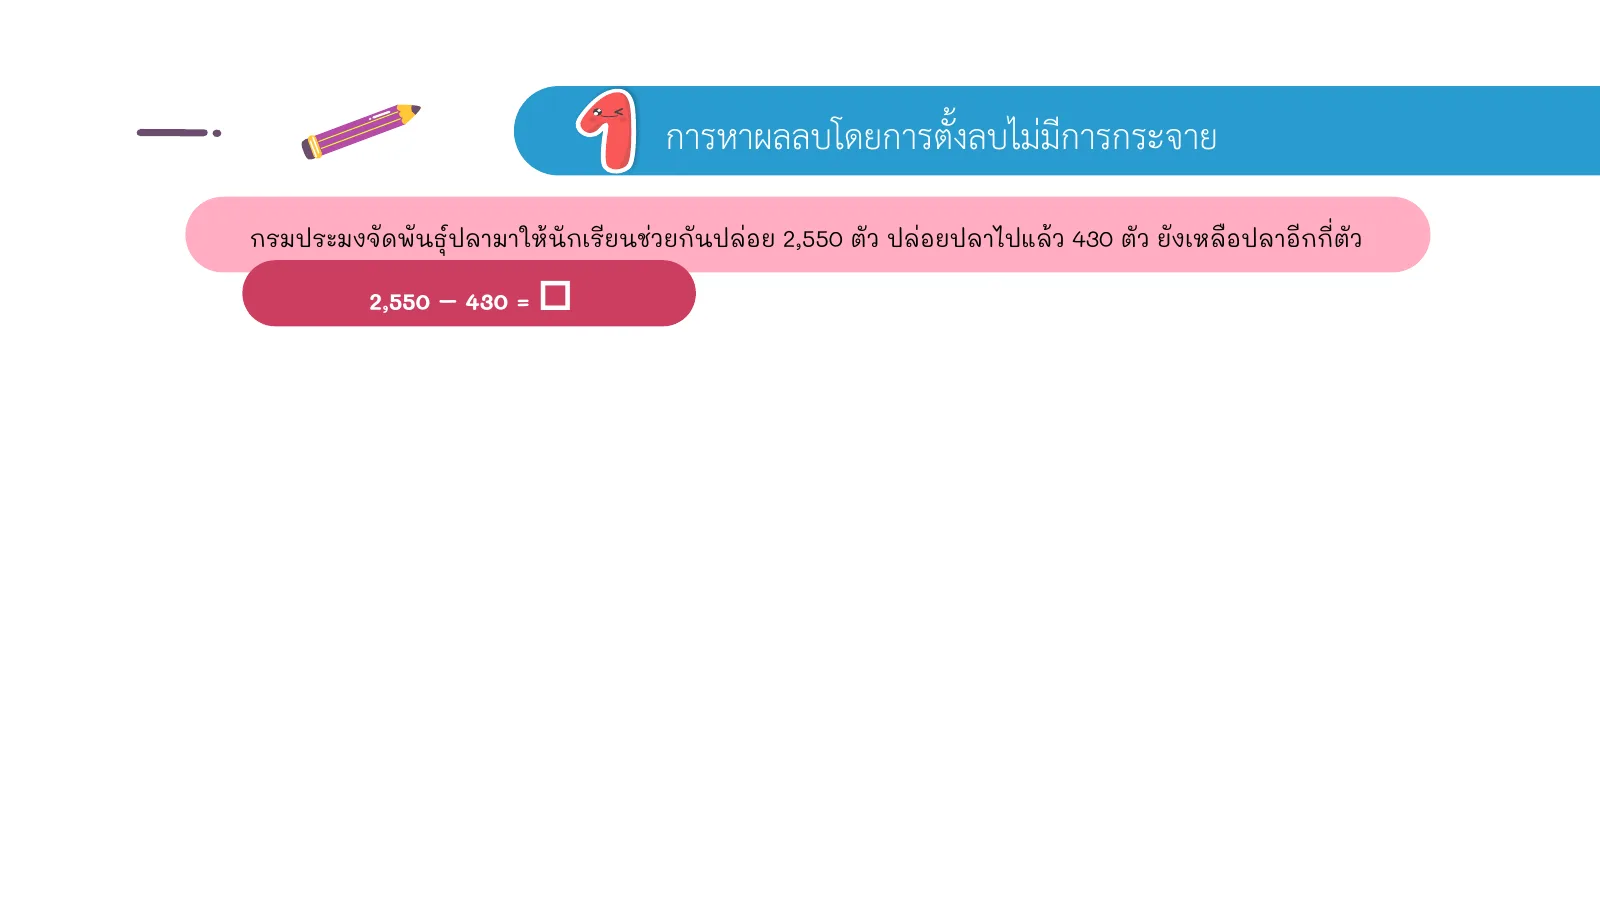 1 การหาผลลบโดยการตั้งลบไม่มีการกระจาย
กรมประมงจัดพันธุ์ปลามาให้นักเรียนช่วยกันปล่อย 2,550 ตัว ปล่อยปลาไปแล้ว 430 ตัว ยังเหลือปลาอีกกี่ตัว
2,550 – 430 = □